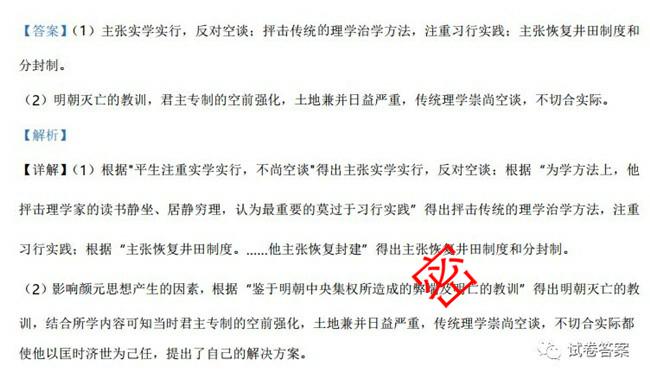 【答案】（1）主张实学实行，反对空谈；抨击传统的理学治学方法，注重习行实践；主张恢复井田制度和
分封制。
（2）明朝灭亡的教训，君主专制的空前强化，土地兼并日益严重，传统理学崇尚空谈，不切合实际。
【解析】
【详解】（1）根据"平生注重实学实行，不尚空谈"得出主张实学实行，反对空谈；根据“为学方法上，他
抨击理学家的读书静坐、居静穷理，认为最重要的莫过于习行实践”得出抨击传统的理学治学方法，注重
习行实践；根据“主张恢复井田制度。……他主张恢复封建”得出主张恢复井田制度和分封制。
（2）影响颜元思想产生的因素，根据“鉴于明朝中央集权所造成的弊端及明亡的教训”得出明朝灭亡的教
训，结合所学内容可知当时君主专制的空前强化，土地兼并日益严重，传统理学崇尚空谈，不切合实际都
使他以匡时济世为己任，提出了自己的解决方案。
密
试卷答案